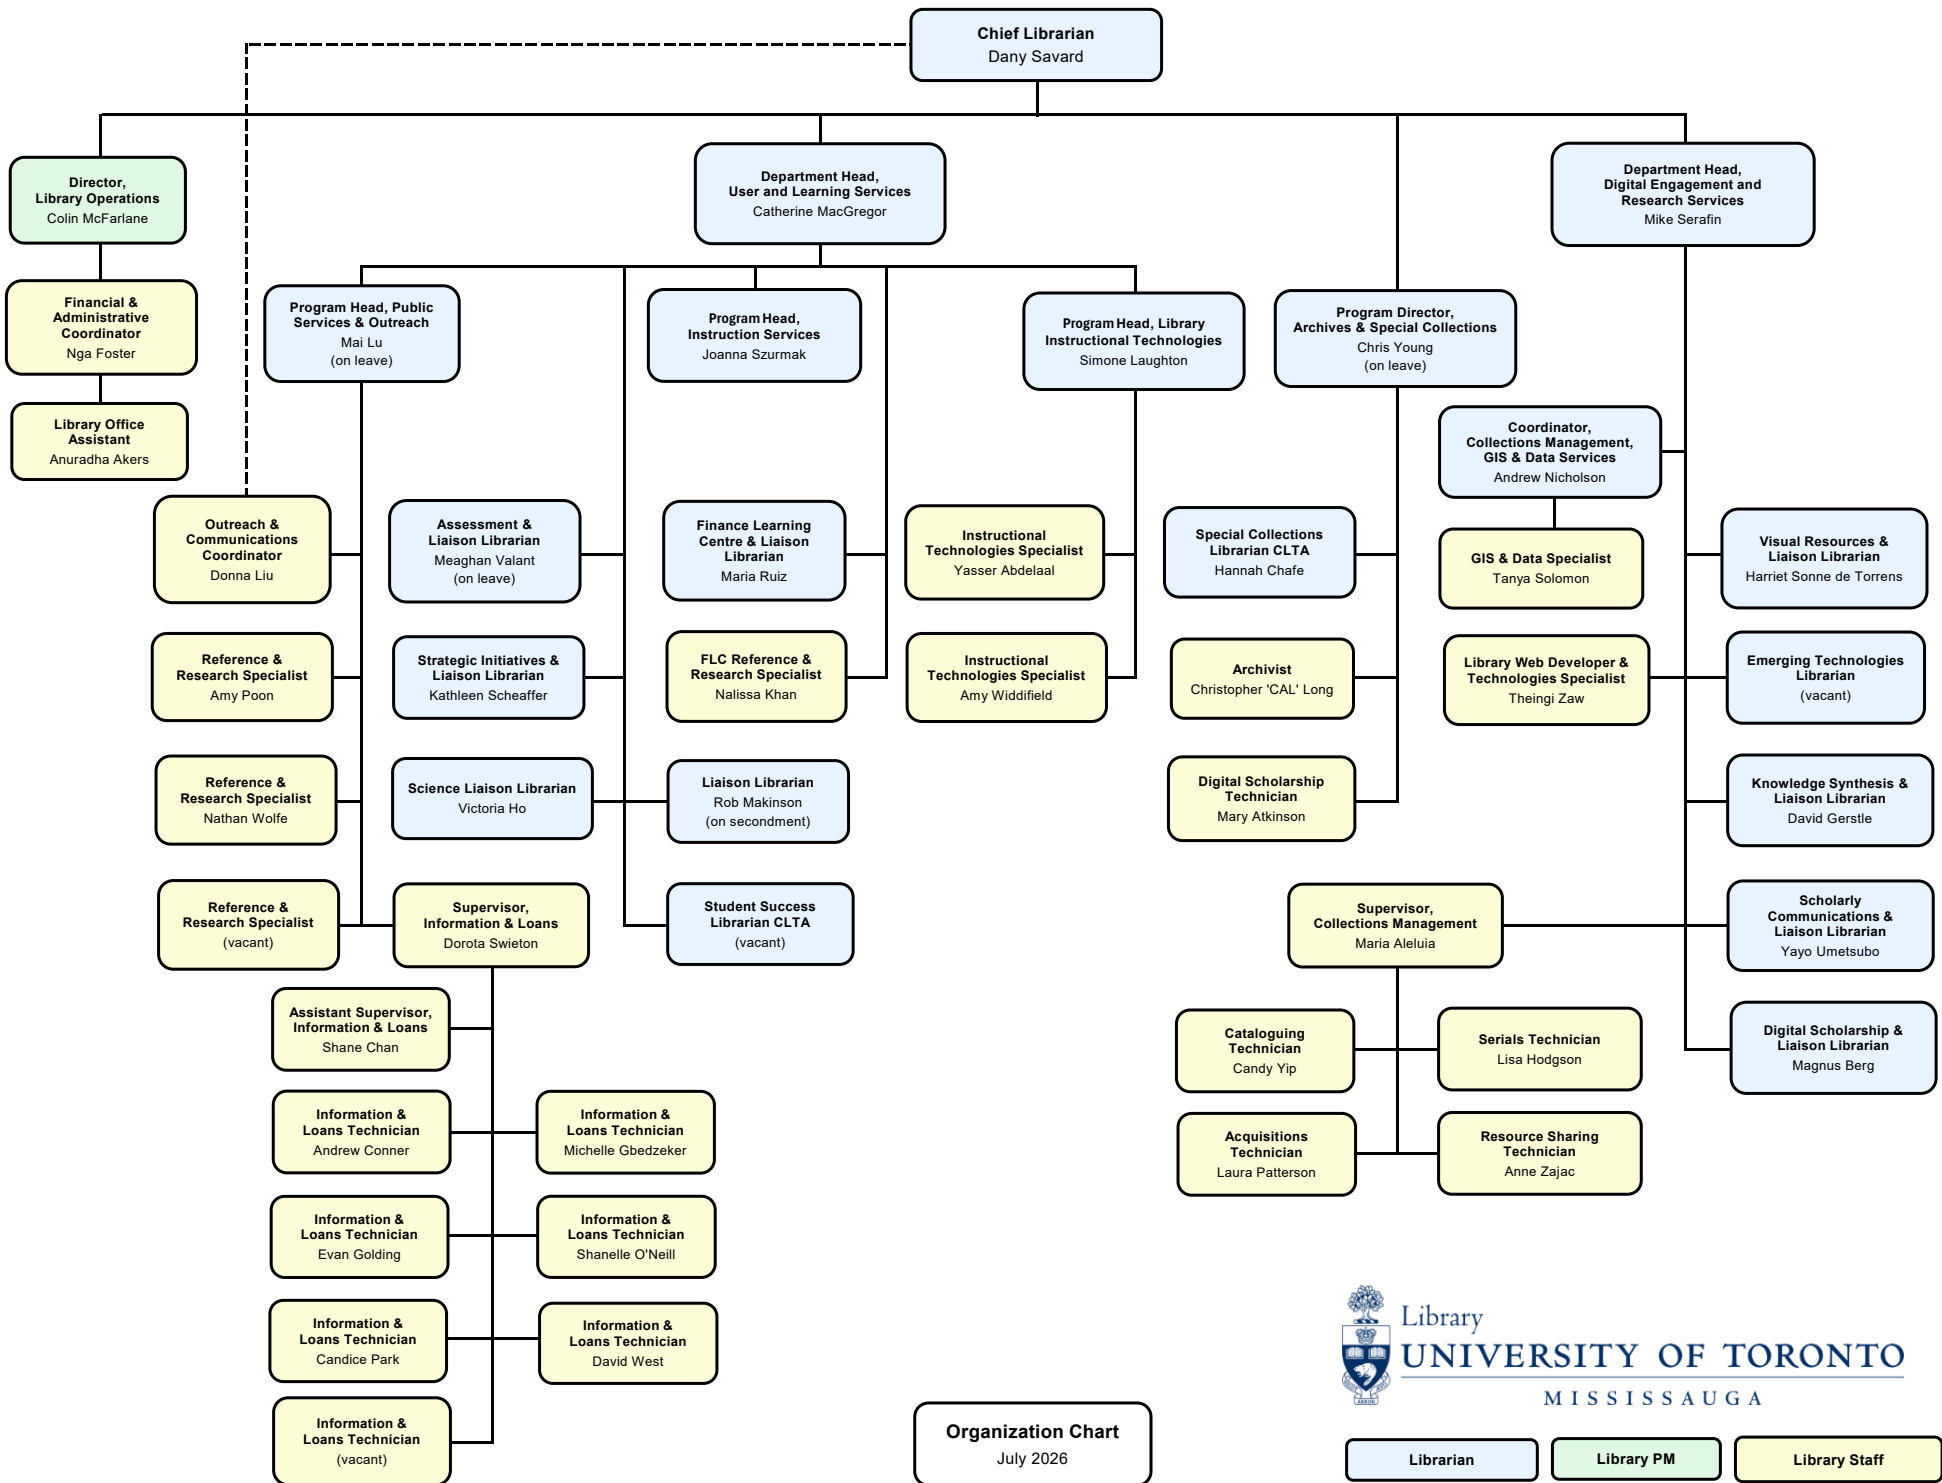 Chief Librarian
Dany Savard
Director,
Library Operations
Colin McFarlane
Department Head,
User and Learning Services
Catherine MacGregor
Department Head,
Digital Engagement and
Research Services
Mike Serafin
Financial &
Administrative
Coordinator
Nga Foster
Program Head, Public
Services & Outreach
Mai Lu
(on leave)
Program Head,
Instruction Services
Joanna Szurmak
Program Head, Library
Instructional Technologies
Simone Laughton
Program Director,
Archives & Special Collections
Chris Young
(on leave)
Library Office
Assistant
Anuradha Akers
Coordinator,
Collections Management,
GIS & Data Services
Andrew Nicholson
Outreach &
Communications
Coordinator
Donna Liu
Assessment &
Liaison Librarian
Meaghan Valant
(on leave)
Finance Learning
Centre & Liaison
Librarian
Maria Ruiz
Instructional
Technologies Specialist
Yasser Abdelaal
Special Collections
Librarian CLTA
Hannah Chafe
GIS & Data Specialist
Tanya Solomon
Visual Resources &
Liaison Librarian
Harriet Sonne de Torrens
Reference &
Research Specialist
Amy Poon
Strategic Initiatives &
Liaison Librarian
Kathleen Scheaffer
FLC Reference &
Research Specialist
Nalissa Khan
Instructional
Technologies Specialist
Amy Widdifield
Archivist
Christopher 'CAL' Long
Library Web Developer &
Technologies Specialist
Theingi Zaw
Emerging Technologies
Librarian
(vacant)
Reference &
Research Specialist
Nathan Wolfe
Science Liaison Librarian
Victoria Ho
Liaison Librarian
Rob Makinson
(on secondment)
Digital Scholarship
Technician
Mary Atkinson
Knowledge Synthesis &
Liaison Librarian
David Gerstle
Reference &
Research Specialist
(vacant)
Supervisor,
Information & Loans
Dorota Swieton
Student Success
Librarian CLTA
(vacant)
Supervisor,
Collections Management
Maria Aleluia
Scholarly
Communications &
Liaison Librarian
Yayo Umetsubo
Assistant Supervisor,
Information & Loans
Shane Chan
Cataloguing
Technician
Candy Yip
Serials Technician
Lisa Hodgson
Digital Scholarship &
Liaison Librarian
Magnus Berg
Information &
Loans Technician
Andrew Conner
Information &
Loans Technician
Michelle Gbedzeker
Acquisitions
Technician
Laura Patterson
Resource Sharing
Technician
Anne Zajac
Information &
Loans Technician
Evan Golding
Information &
Loans Technician
Shanelle O'Neill
Information &
Loans Technician
Candice Park
Information &
Loans Technician
David West
Information &
Loans Technician
(vacant)
Organization Chart
July 2026
Library
UNIVERSITY OF TORONTO
MISSISSAUGA
Librarian
Library PM
Library Staff